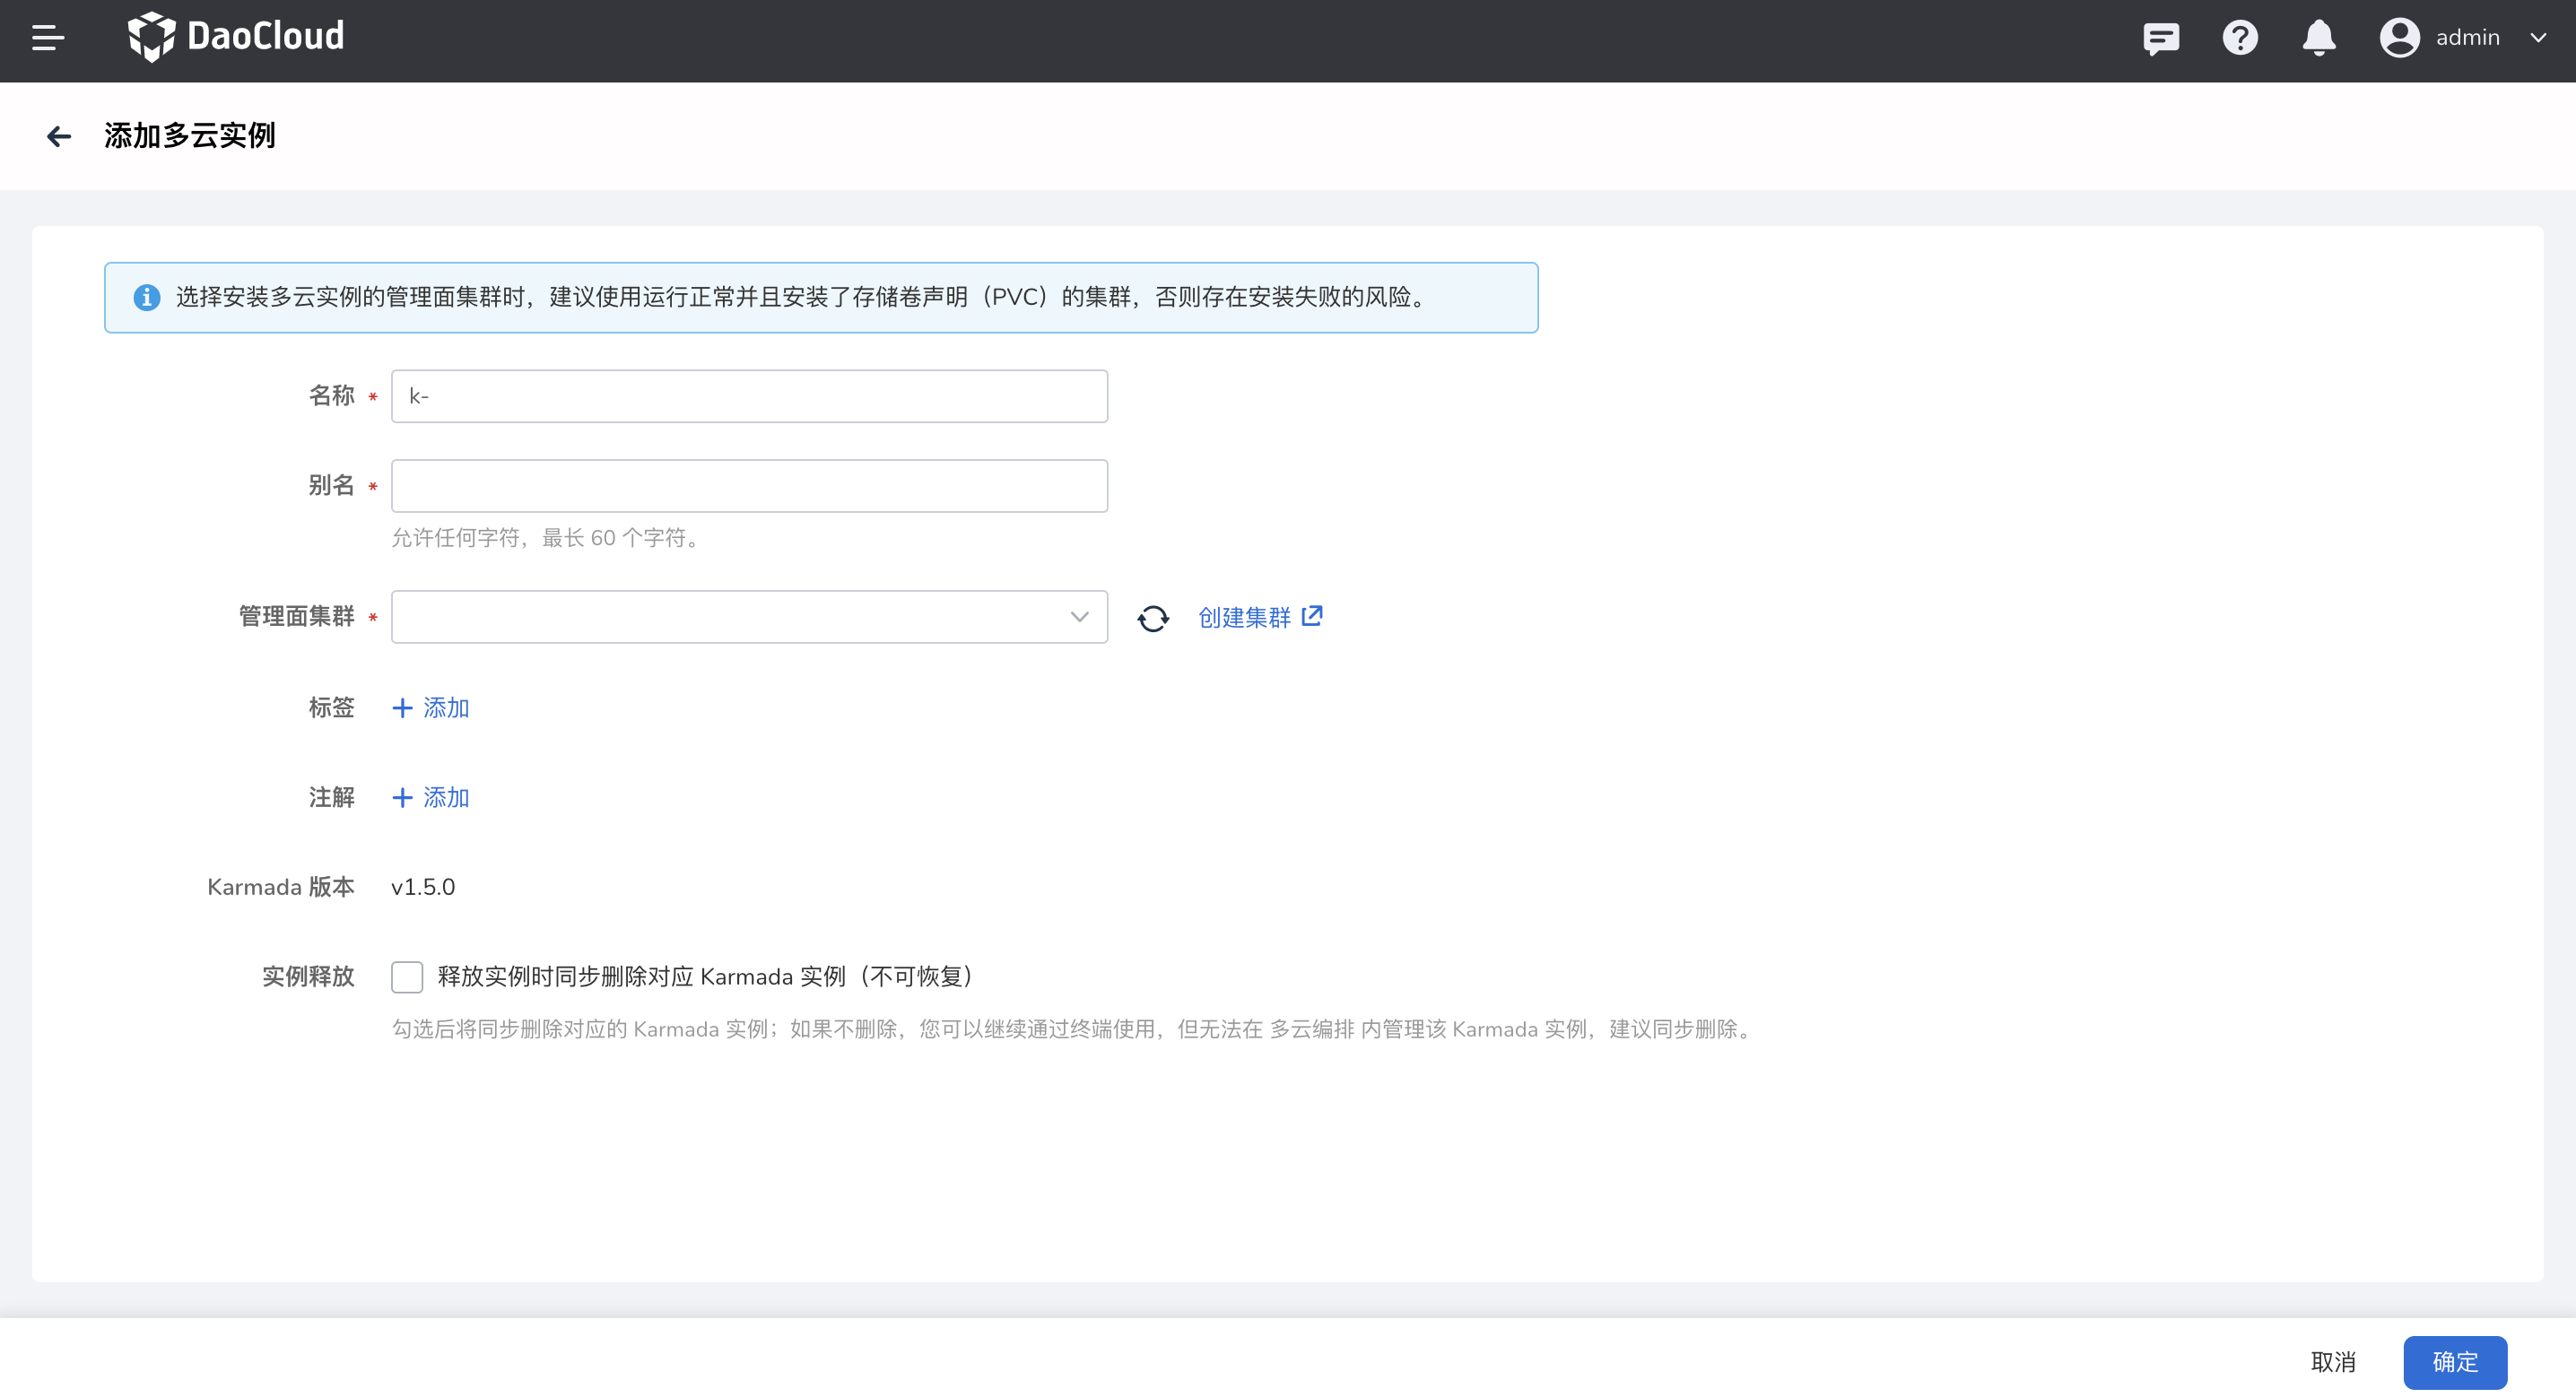 DaoCloud
admin
添加多云实例
选择安装多云实例的管理面集群时，建议使用运行正常并且安装了存储卷声明（PVC）的集群，否则存在安装失败的风险。
名称 * k-
别名 *
允许任何字符，最长 60 个字符。
管理面集群 * 创建集群
标签 + 添加
注解 + 添加
Karmada 版本 v1.5.0
实例释放 释放实例时同步删除对应 Karmada 实例（不可恢复）
勾选后将同步删除对应的 Karmada 实例；如果不删除，您可以继续通过终端使用，但无法在 多云编排 内管理该 Karmada 实例，建议同步删除。
取消 确定